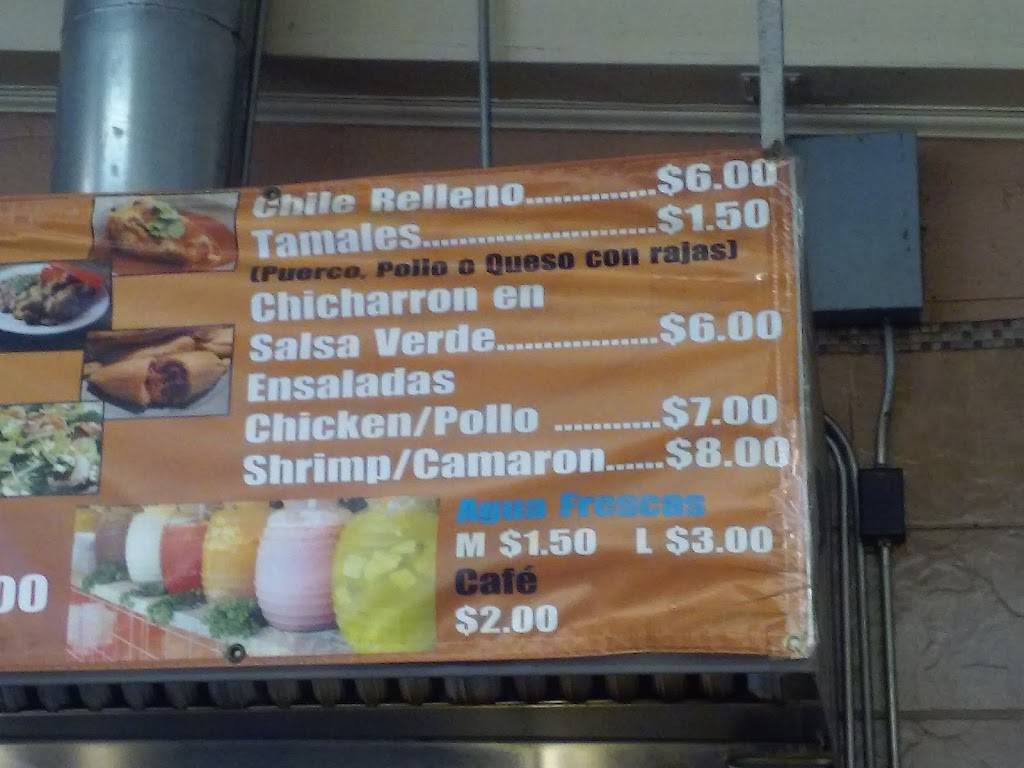 Chile Relleno..............$6.00
Tamales.........................$1.50
(Puerco, Pollo o Queso con rajas)
Chicharron en
Salsa Verde.................$6.00
Ensaladas
Chicken/Pollo ...........$7.00
Shrimp/Camaron......$8.00
Agua Frescas
M $1.50 L $3.00
Café
$2.00
00